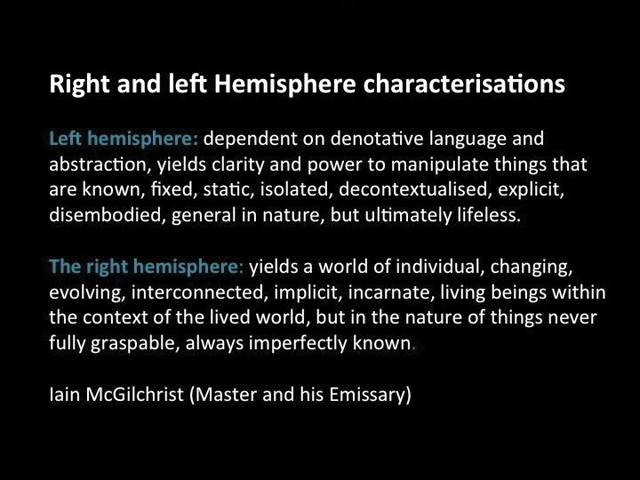 Right and left Hemisphere characterisations
Left hemisphere: dependent on denotative language and
abstraction, yields clarity and power to manipulate things that
are known, fixed, static, isolated, decontextualised, explicit,
disembodied, general in nature, but ultimately lifeless.
The right hemisphere: yields a world of individual, changing,
evolving, interconnected, implicit, incarnate, living beings within
the context of the lived world, but in the nature of things never
fully graspable, always imperfectly known.
Iain McGilchrist (Master and his Emissary)